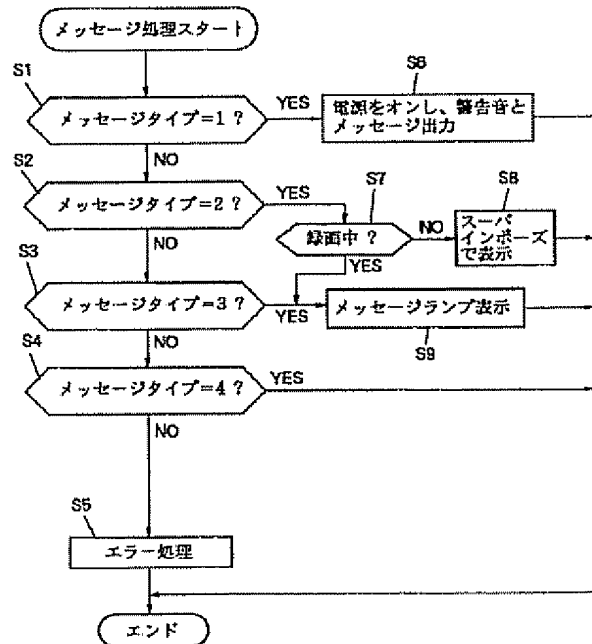 メッセージ処理スタート
S1
メッセージタイプ=1？
YES
S6
電源をオンし、警告音と
メッセージ出力
NO
S2
メッセージタイプ=2？
YES
S7
録画中？
NO
S8
スーパ
インポーズ
で表示
NO
YES
S3
メッセージタイプ=3？
YES
メッセージランプ表示
S9
NO
S4
メッセージタイプ=4？
YES
NO
S5
エラー処理
エンド